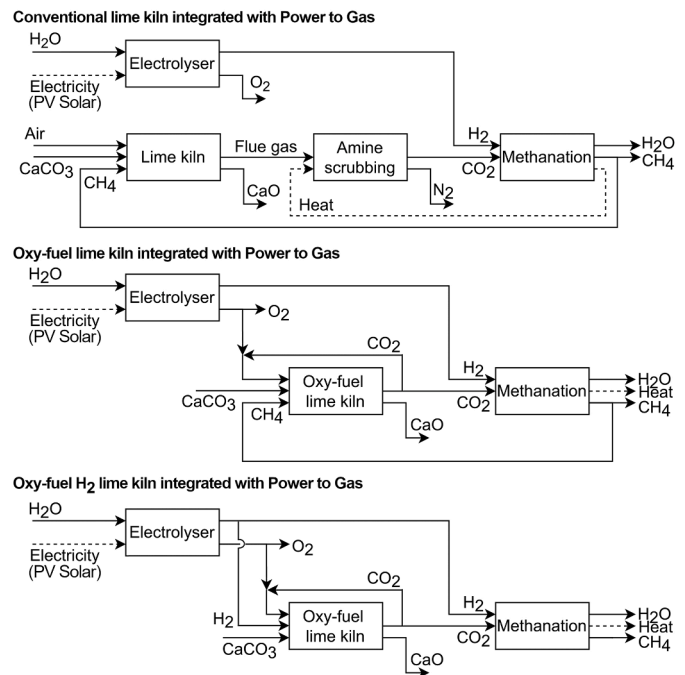 Conventional lime kiln integrated with Power to Gas
H2O
Electrolyser
Electricity
(PV Solar)
O2
Air
CaCO3
CH4
Lime kiln
Flue gas
CaO
Amine
scrubbing
N2
Heat
H2
CO2
Methanation
H2O
CH4
Oxy-fuel lime kiln integrated with Power to Gas
H2O
Electrolyser
Electricity
(PV Solar)
O2
CO2
CaCO3
CH4
Oxy-fuel
lime kiln
CaO
H2
CO2
Methanation
H2O
Heat
CH4
Oxy-fuel H2 lime kiln integrated with Power to Gas
H2O
Electrolyser
Electricity
(PV Solar)
O2
CO2
H2
CaCO3
Oxy-fuel
lime kiln
CaO
H2
CO2
Methanation
H2O
Heat
CH4